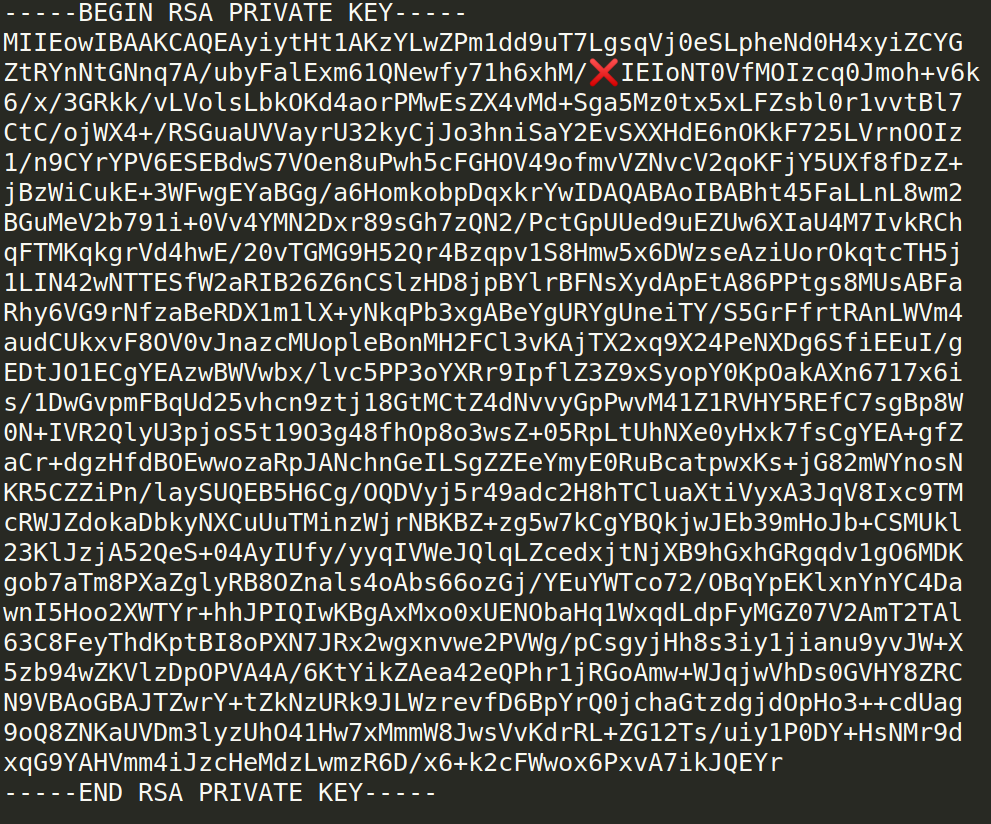 -----BEGIN RSA PRIVATE KEY-----
MIIEowIBAAKCAQEAyiytHt1AKzYLwZPm1dd9uT7LgsqVj0eSLpheNd0H4xyiZCYG
ZtRYnNtGNnq7A/ubyFalExm61QNewfy71h6xhM/❌IEIoNT0VfMOIzcq0Jmoh+v6k
6/x/3GRkk/vLVolsLbkOKd4aorPMwEsZX4vMd+Sga5Mz0tx5xLFZsbl0r1vvtBl7
CtC/ojWX4+/RSGuaUVVayrU32kyCjJo3hniSaY2EvSXXHdE6nOKkF725LVrnOOIz
1/n9CYrYPV6ESEBdwS7VOen8uPwh5cFGHOV49ofmvVZNvcV2qoKFjY5UXf8fDzZ+
jBzWiCukE+3WFwgEYaBGg/a6HomkobpDqxkrYwIDAQABAoIBABht45FaLLnL8wm2
BGuMeV2b791i+0Vv4YMN2Dxr89sGh7zQN2/PctGpUUed9uEZUw6XIaU4M7IvkRCh
qFTMKqkgrVd4hwE/20vTGMG9H52Qr4Bzqpv1S8Hmw5x6DWzseAziUorOkqtcTH5j
1LIN42wNTTESfW2aRIB26Z6nCSlzHD8jpBYlrBFNsXydApEtA86PPtgs8MUsABFa
Rhy6VG9rNfzaBeRDX1m1lX+yNkqPb3xgABeYgURYgUneiTY/S5GrFfrtRAnLWVm4
audCUkxvF8OV0vJnazcMUopleBonMH2FCl3vKAjTX2xq9X24PeNXDg6SfiEEuI/g
EDtJO1ECgYEAzwBWVwbx/lvc5PP3oYXRr9IpflZ3Z9xSyopY0KpOakAXn6717x6i
s/1DwGvpmFBqUd25vhcn9ztj18GtMCtZ4dNvvyGpPwvM41Z1RVHY5REfC7sgBp8W
0N+IVR2QlyU3pjoS5t19O3g48fhOp8o3wsZ+05RpLtUhNXe0yHxk7fsCgYEA+gfZ
aCr+dgzHfdBOEwwozaRpJANchnGeILSgZZEeYmyE0RuBcatpwxKs+jG82mWYnosN
KR5CZZiPn/laySUQEB5H6Cg/OQDVyj5r49adc2H8hTCluaXtiVyxA3JqV8Ixc9TM
cRWJZdokaDbkyNXCuUuTMinzWjrNBKBZ+zg5w7kCgYBQkjwJEb39mHoJb+CSMUkl
23KlJzjA52QeS+04AyIUfy/yyqIVWeJQlqLZcedxjtNjXB9hGxhGRgqdv1gO6MDK
gob7aTm8PXaZglyRB8OZnals4oAbs66ozGj/YEuYWTco72/OBqYpEKlxnYnYC4Da
wnI5Hoo2XWTYr+hhJPIQIwKBgAxMxo0xUENObaHq1WxqdLdpFyMGZ07V2AmT2TAl
63C8FeyThdKptBI8oPXN7JRx2wgxnvwe2PVWg/pCsgyjHh8s3iy1jianu9yvJW+X
5zb94wZKVlzDpOPVA4A/6KtYikZAea42eQPhr1jRGoAmw+WJqjwVhDs0GVHY8ZRC
N9VBAoGBAJTZwrY+tZkNzURk9JLWzrevfD6BpYrQ0jchaGtzdgjdOpHo3++cdUag
9oQ8ZNKaUVDm3lyzUhO41Hw7xMmmW8JwsVvKdrRL+ZG12Ts/uiy1P0DY+HsNMr9d
xqG9YAHVmm4iJzcHeMdzLwmzR6D/x6+k2cFWwox6PxvA7ikJQEYr
-----END RSA PRIVATE KEY-----